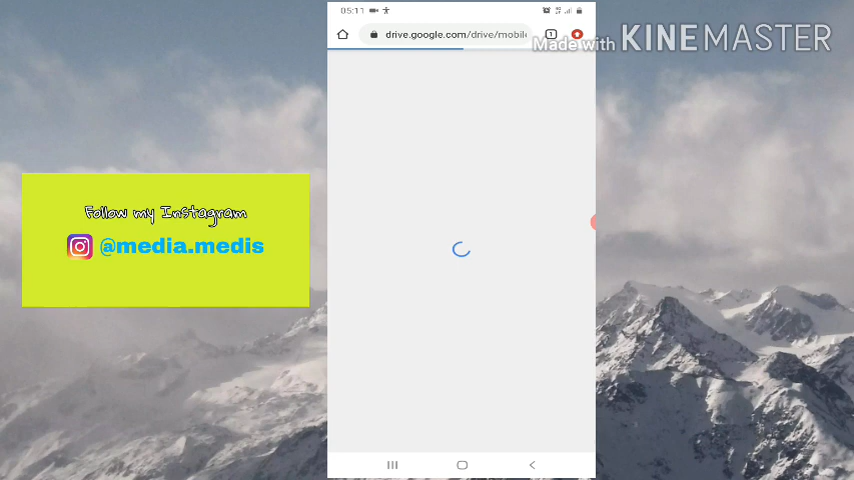 05:11
drive.google.com/drive/mobile
1
Made with KINEMASTER
Follow my Instagram
@media.medis